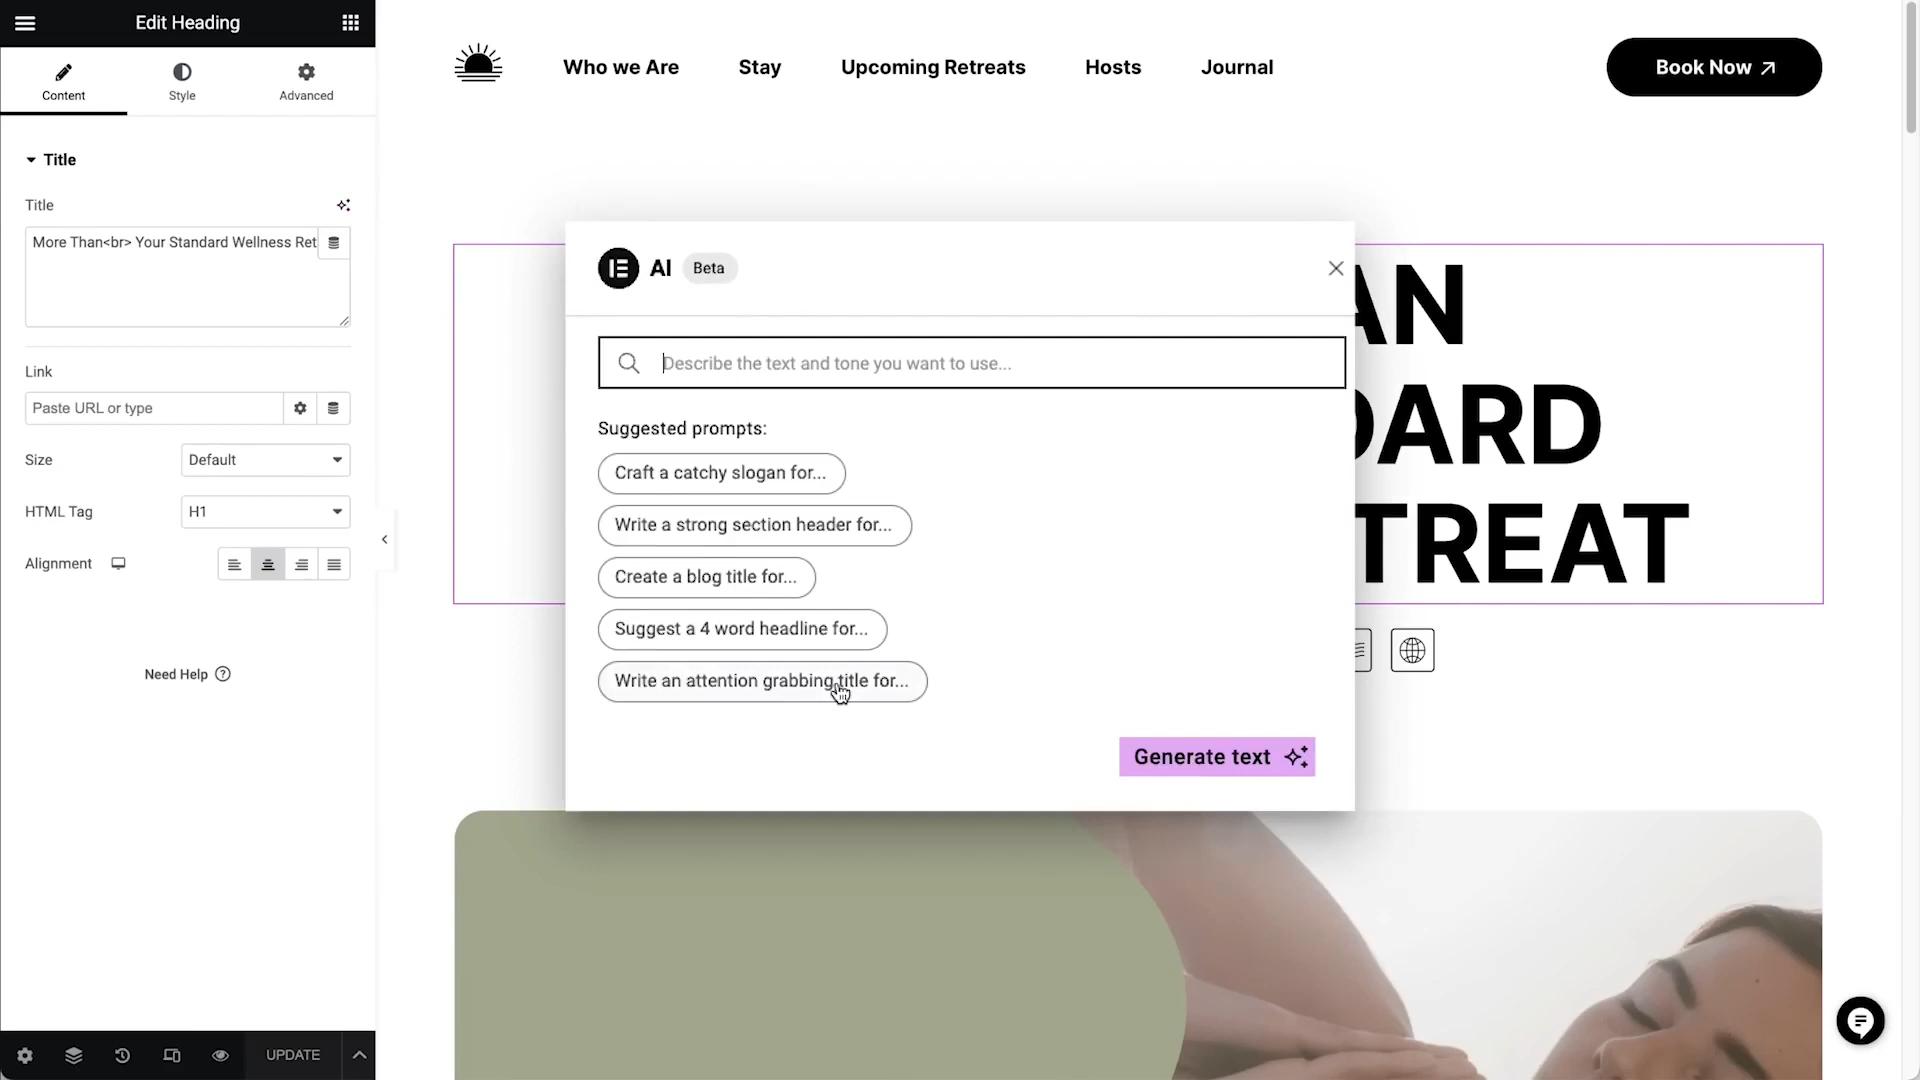 Edit Heading
Content
Style
Advanced
Title
Title
More Than<br> Your Standard Wellness Ret
Link
Paste URL or type
Size
Default
HTML Tag
H1
Alignment
Need Help
UPDATE
Who we Are
Stay
Upcoming Retreats
Hosts
Journal
Book Now
AN
DARD
TREAT
AI
Beta
Describe the text and tone you want to use...
Suggested prompts:
Craft a catchy slogan for...
Write a strong section header for...
Create a blog title for...
Suggest a 4 word headline for...
Write an attention grabbing title for...
Generate text